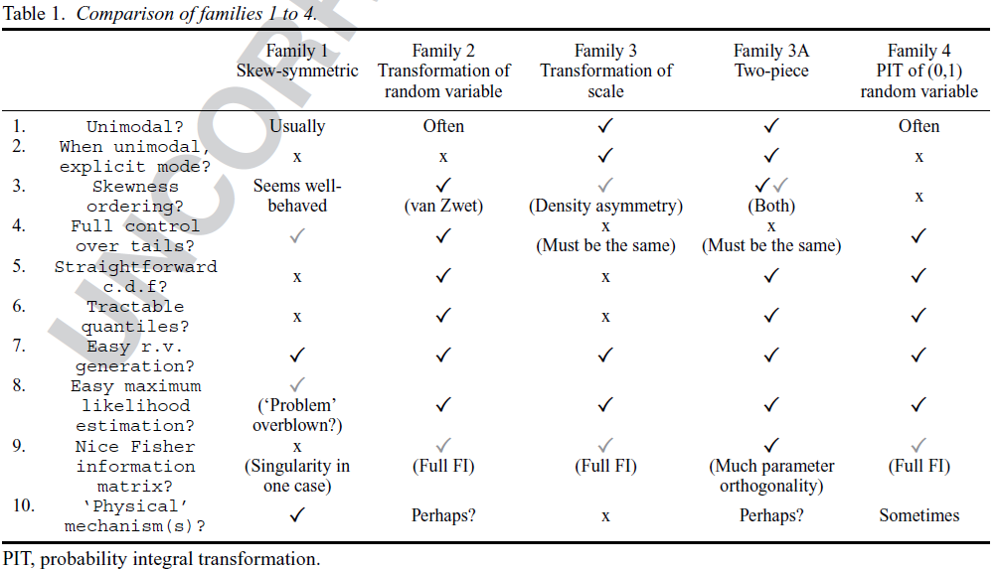 Table 1. Comparison of families 1 to 4.
Family 1 Family 2 Family 3 Family 3A Family 4
Skew-symmetric Transformation of Transformation of Two-piece PIT of (0,1)
random variable scale random variable
1. Unimodal? Usually Often ✓ ✓ Often
2. When unimodal,
explicit mode? x x ✓ ✓ x
3. Skewness Seems well- ✓ ✓ ✓✓ x
ordering? behaved (van Zwet) (Density asymmetry) (Both)
4. Full control ✓ ✓ x x ✓
over tails? (Must be the same) (Must be the same)
5. Straightforward
c.d.f? x ✓ x ✓ ✓
6. Tractable
quantiles? x ✓ x ✓ ✓
7. Easy r.v.
generation? ✓ ✓ ✓ ✓ ✓
8. Easy maximum ✓
likelihood (‘Problem’ ✓ ✓ ✓ ✓
estimation? overblown?)
9. Nice Fisher x ✓ ✓ ✓ ✓
information (Singularity in (Full FI) (Full FI) (Much parameter (Full FI)
matrix? one case) orthogonality)
10. ‘Physical’
mechanism(s)? ✓ Perhaps? x Perhaps? Sometimes
PIT, probability integral transformation.
UNCORR